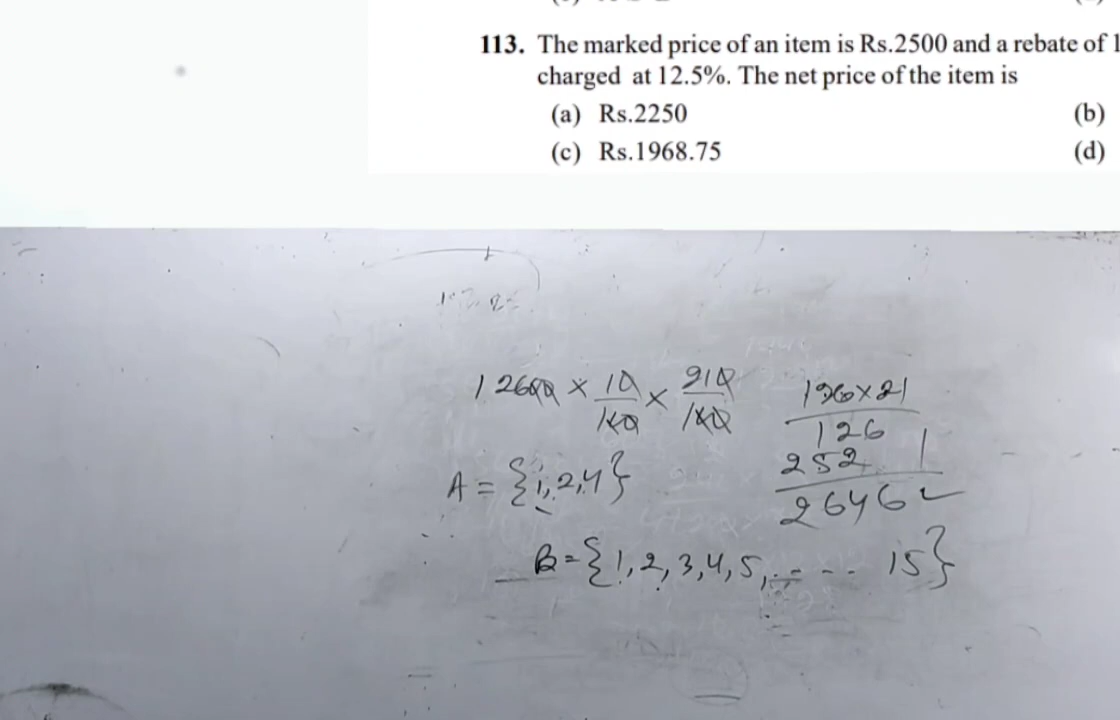 113. The marked price of an item is Rs.2500 and a rebate of 1
charged at 12.5%. The net price of the item is
(a) Rs.2250 (b)
(c) Rs.1968.75 (d)
12600 × 10/100 × 210/100
126×21
126
252
2646
A = {1,2,4}
B = {1,2,3,4,5,.--.. 15}